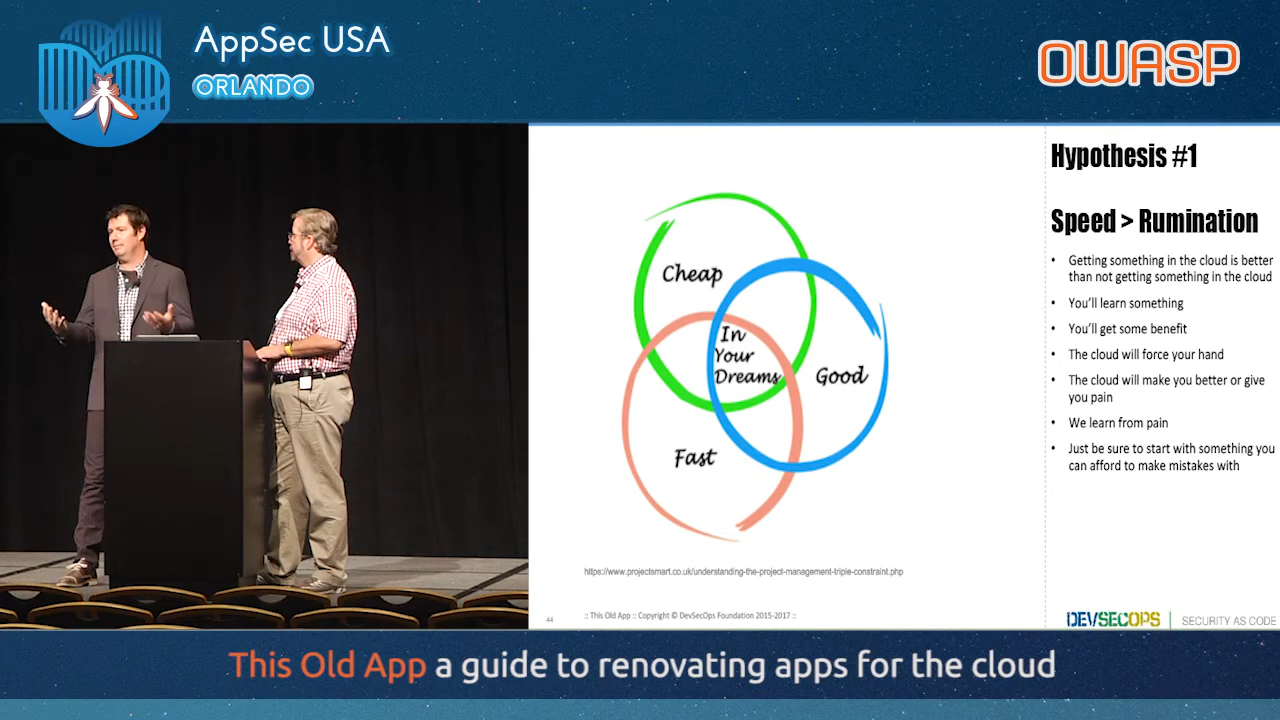 AppSec USA
ORLANDO
OWASP
Hypothesis #1
Speed > Rumination
• Getting something in the cloud is better
than not getting something in the cloud
• You'll learn something
• You'll get some benefit
• The cloud will force your hand
• The cloud will make you better or give
you pain
• We learn from pain
• Just be sure to start with something you
can afford to make mistakes with
Cheap
In
Your
Dreams
Good
Fast
https://www.projectsmart.co.uk/understanding-the-project-management-triple-constraint.php
44
:: This Old App :: Copyright © DevSecOps Foundation 2015-2017 ::
DEVSECOPS | SECURITY AS CODE
This Old App a guide to renovating apps for the cloud